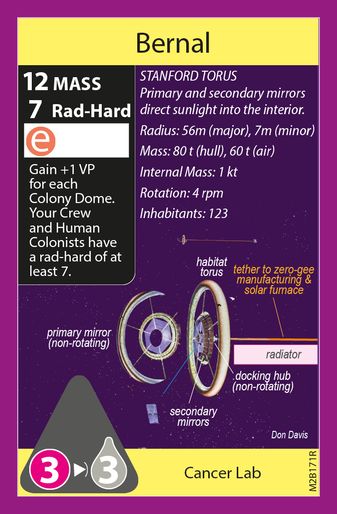 Bernal
12 MASS
7 Rad-Hard
e
Gain +1 VP
for each
Colony Dome.
Your Crew
and Human
Colonists have
a rad-hard of at
least 7.
STANFORD TORUS
Primary and secondary mirrors
direct sunlight into the interior.
Radius: 56m (major), 7m (minor)
Mass: 80 t (hull), 60 t (air)
Internal Mass: 1 kt
Rotation: 4 rpm
Inhabitants: 123
habitat
torus
tether to zero-gee
manufacturing &
solar furnace
primary mirror
(non-rotating)
radiator
docking hub
(non-rotating)
secondary
mirrors
Don Davis
3 3
Cancer Lab
M2B171R